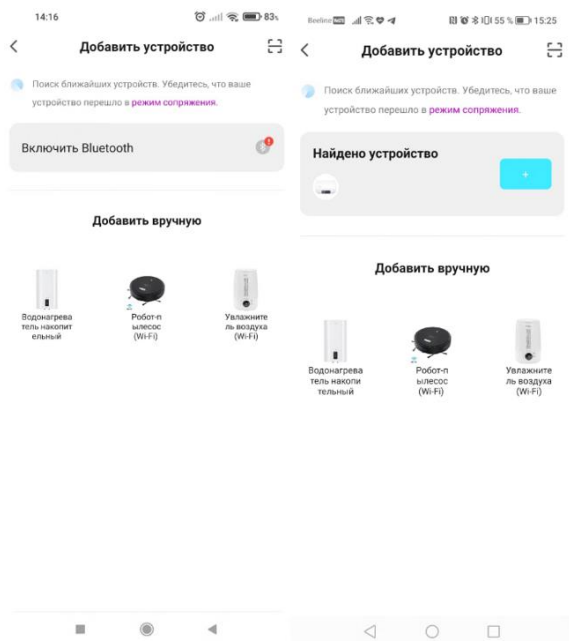 14:16
83%
Добавить устройство
Поиск ближайших устройств. Убедитесь, что ваше
устройство перешло в режим сопряжения.
Включить Bluetooth
Добавить вручную
Водонагрева
тель накопит
ельный
Робот-п
ылесос
(Wi-Fi)
Увлажните
ль воздуха
(Wi-Fi)
Beeline
55 %
15:25
Добавить устройство
Поиск ближайших устройств. Убедитесь, что ваше
устройство перешло в режим сопряжения.
Найдено устройство
+
Добавить вручную
Водонагрева
тель накопи
тельный
Робот-п
ылесос
(Wi-Fi)
Увлажните
ль воздуха
(Wi-Fi)